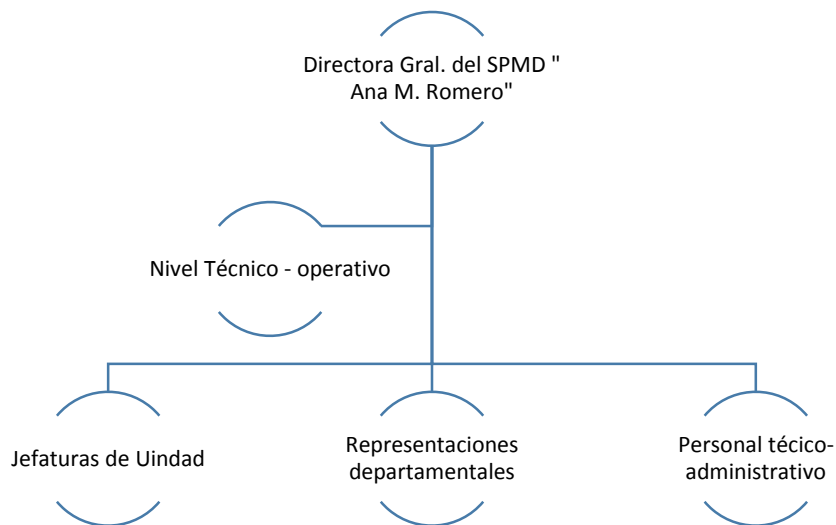 Directora Gral. del SPMD "
Ana M. Romero"
Nivel Técnico - operativo
Jefaturas de Uindad
Representaciones
departamentales
Personal técico-
administrativo